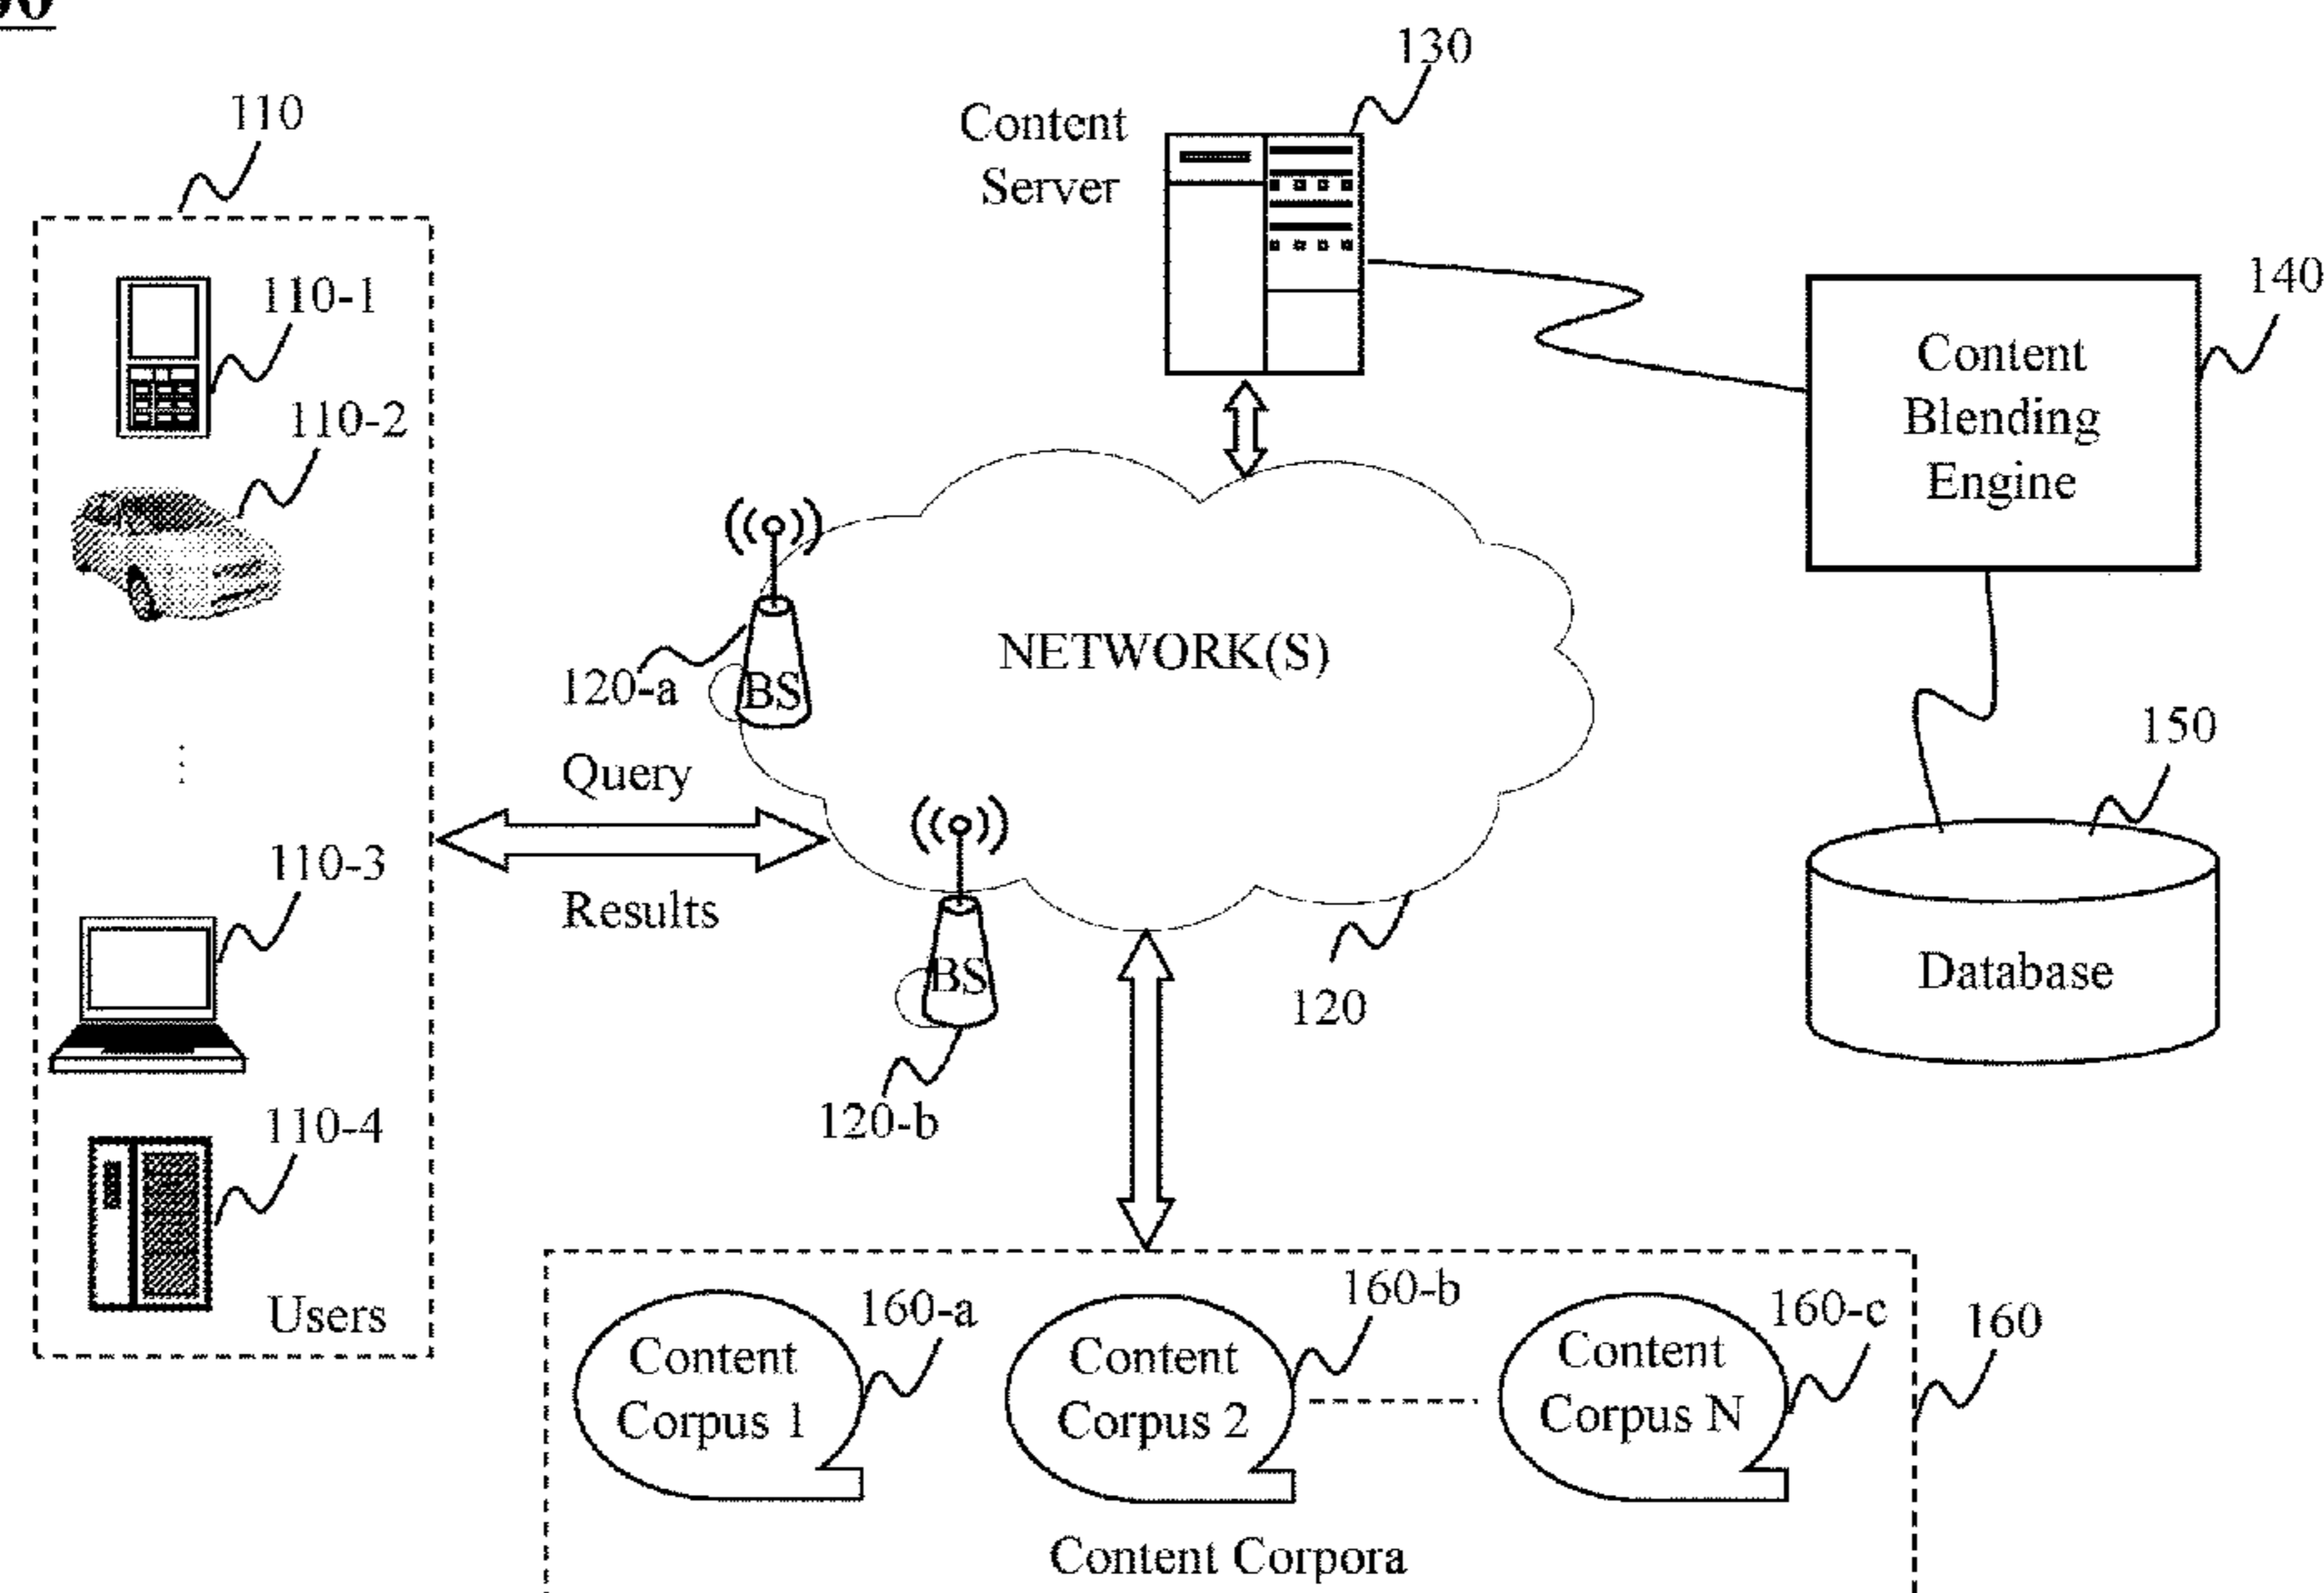 130
110
Content
Server
110-1
140
Content
Blending
Engine
110-2
NETWORK(S)
120-a
BS
150
Query
110-3
Results
BS
Database
120
120-b
110-4
Users
160-a
160-b
160-c
160
Content
Corpus 1
Content
Corpus 2
Content
Corpus N
Content Corpora